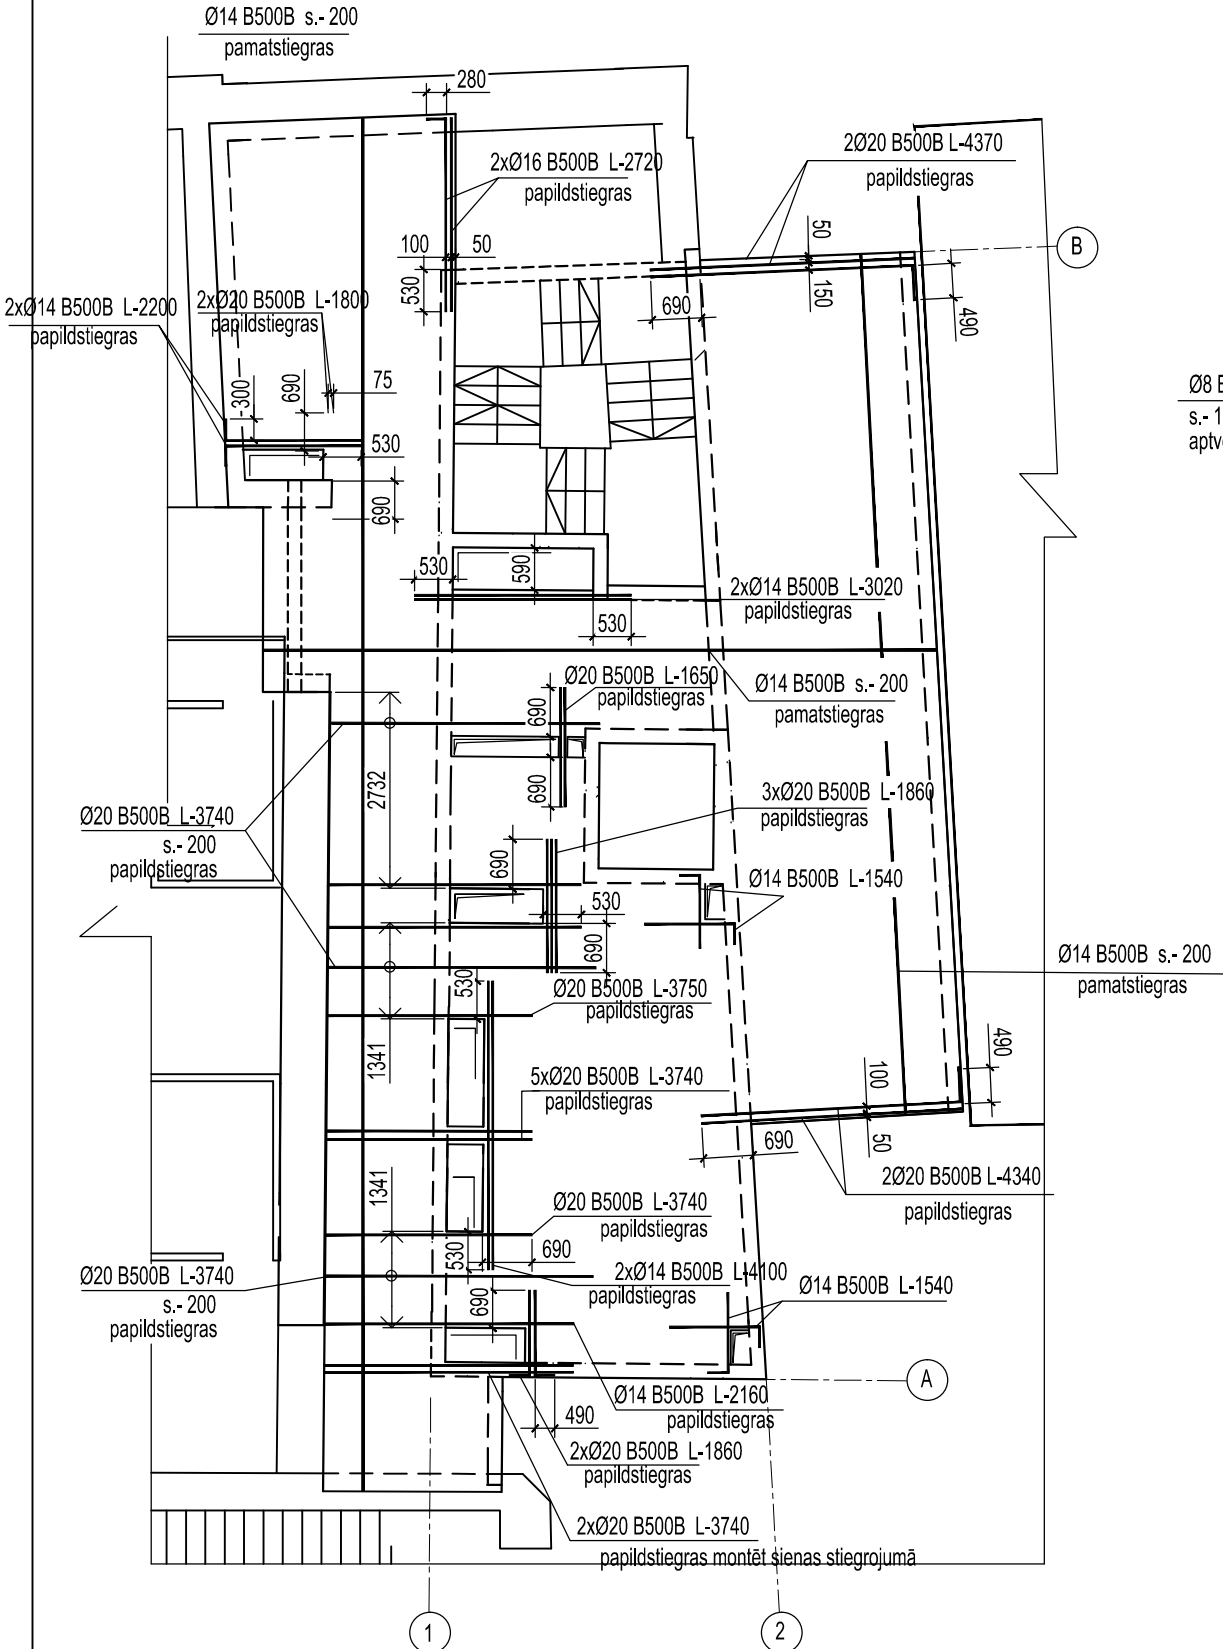 Ø14 B500B s.- 200
pamatstiegras
280
2xØ16 B500B L-2720
papildstiegras
2Ø20 B500B L-4370
papildstiegras
50
100
50
B
530
150
690
490
2xØ14 B500B L-2200
papildstiegras
2xØ20 B500B L-1800
papildstiegras
75
300
690
530
Ø8 B
s.- 1
aptv
690
530
590
2xØ14 B500B L-3020
papildstiegras
530
Ø20 B500B L-1650
papildstiegras
690
Ø14 B500B s.- 200
pamatstiegras
2732
690
3xØ20 B500B L-1860
papildstiegras
Ø20 B500B L-3740
s.- 200
papildstiegras
690
Ø14 B500B L-1540
530
690
Ø14 B500B s.- 200
pamatstiegras
530
Ø20 B500B L-3750
papildstiegras
1341
490
100
5xØ20 B500B L-3740
papildstiegras
50
690
2Ø20 B500B L-4340
papildstiegras
1341
Ø20 B500B L-3740
papildstiegras
530
690
Ø20 B500B L-3740
s.- 200
papildstiegras
2xØ14 B500B L-4100
papildstiegras
Ø14 B500B L-1540
690
A
Ø14 B500B L-2160
papildstiegras
490
2xØ20 B500B L-1860
papildstiegras
2xØ20 B500B L-3740
papildstiegras montēt sienas stiegrojumā
1
2